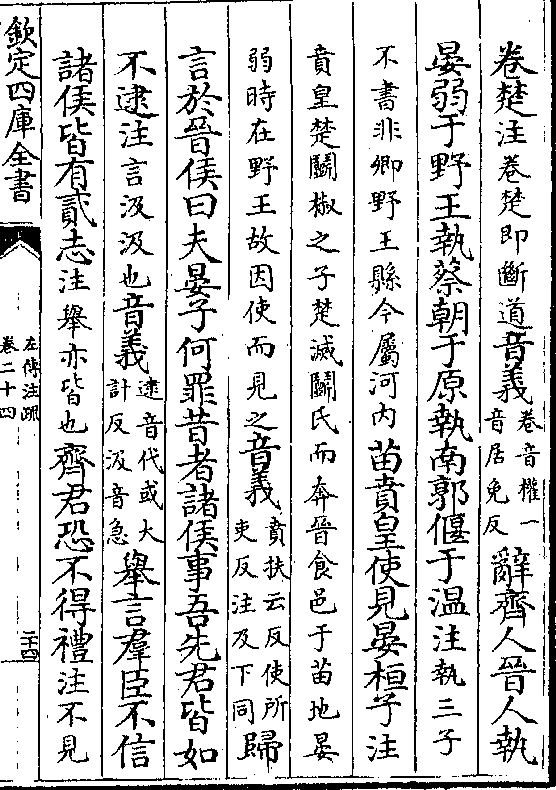 卷楚注卷楚即斷道音義卷音權一音居免反辭齊人晉人執
晏弱于野王執蔡朝于原執南郭偃于温注執三子
不書非卿野王縣今屬河内苗賁皇使見晏桓子注
賁皇楚鬭椒之子楚滅鬭氏而奔晉食邑于苗地晏
弱時在野王故因使而見之音義賁扶云反使所吏反注及下同歸
言於晉侯曰夫晏子何罪昔者諸侯事吾先君皆如
不逮注言汲汲也音義逮音代或大計反汲音急舉言羣臣不信
諸侯皆有貳志注舉亦皆也齊君恐不得禮注不見
欽定四庫全書
左傳注疏
卷二十四
二十四